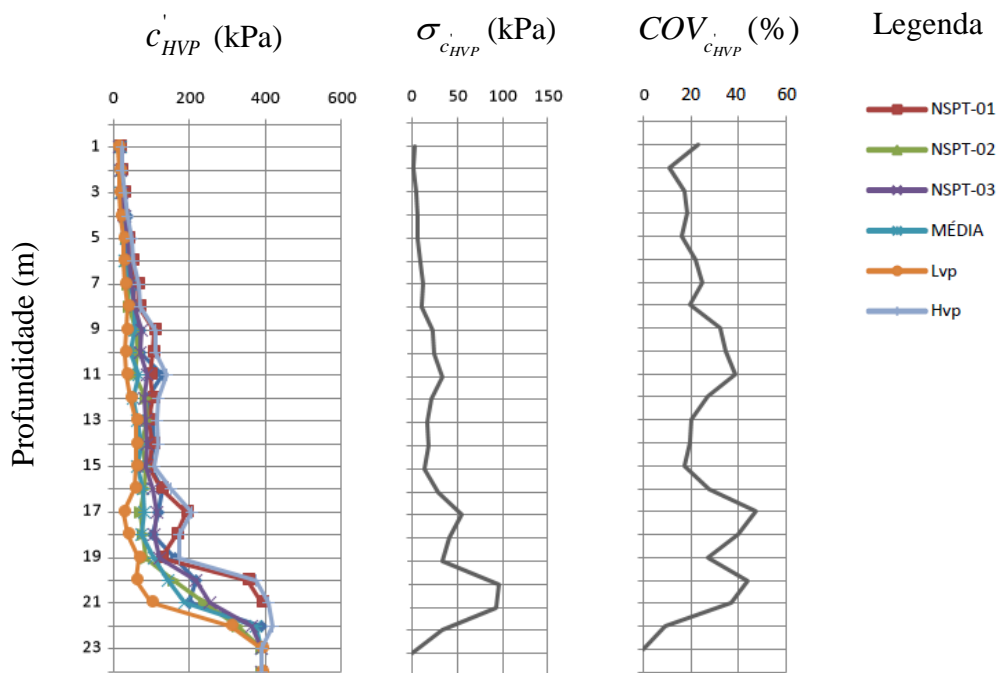 c'HVP (kPa)
σc'HVP (kPa)
COVc'HVP (%)
Legenda
0 200 400 600
0 50 100 150
0 20 40 60
Profundidade (m)
1
3
5
7
9
11
13
15
17
19
21
23
NSPT-01
NSPT-02
NSPT-03
MÉDIA
Lvp
Hvp